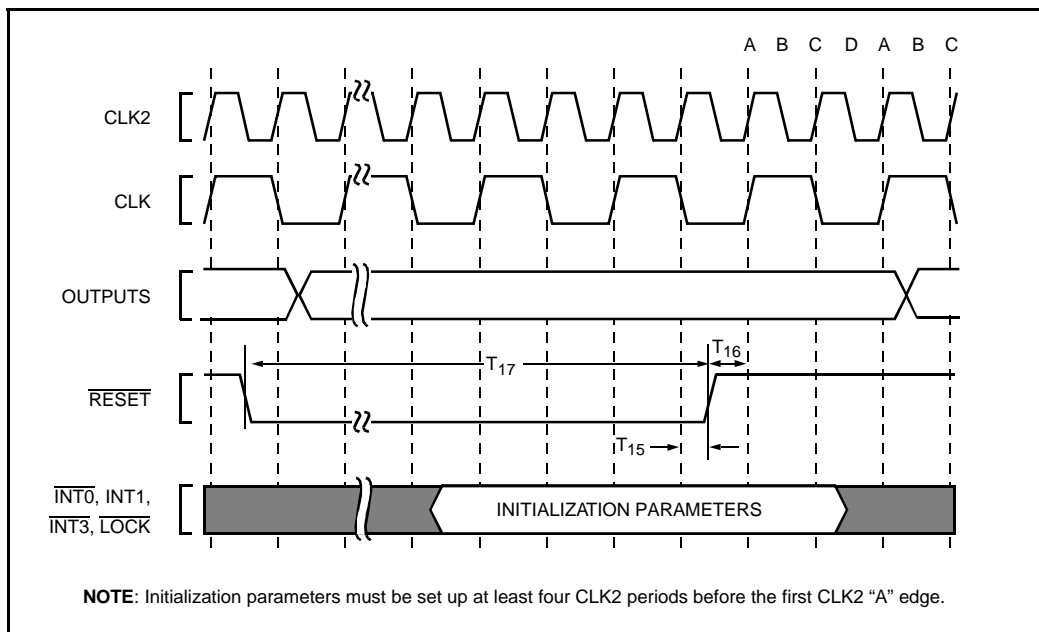 A B C D A B C
CLK2
CLK
OUTPUTS
T16
T17
RESET
T15
INT0, INT1,
INT3, LOCK
INITIALIZATION PARAMETERS
NOTE: Initialization parameters must be set up at least four CLK2 periods before the first CLK2 “A” edge.